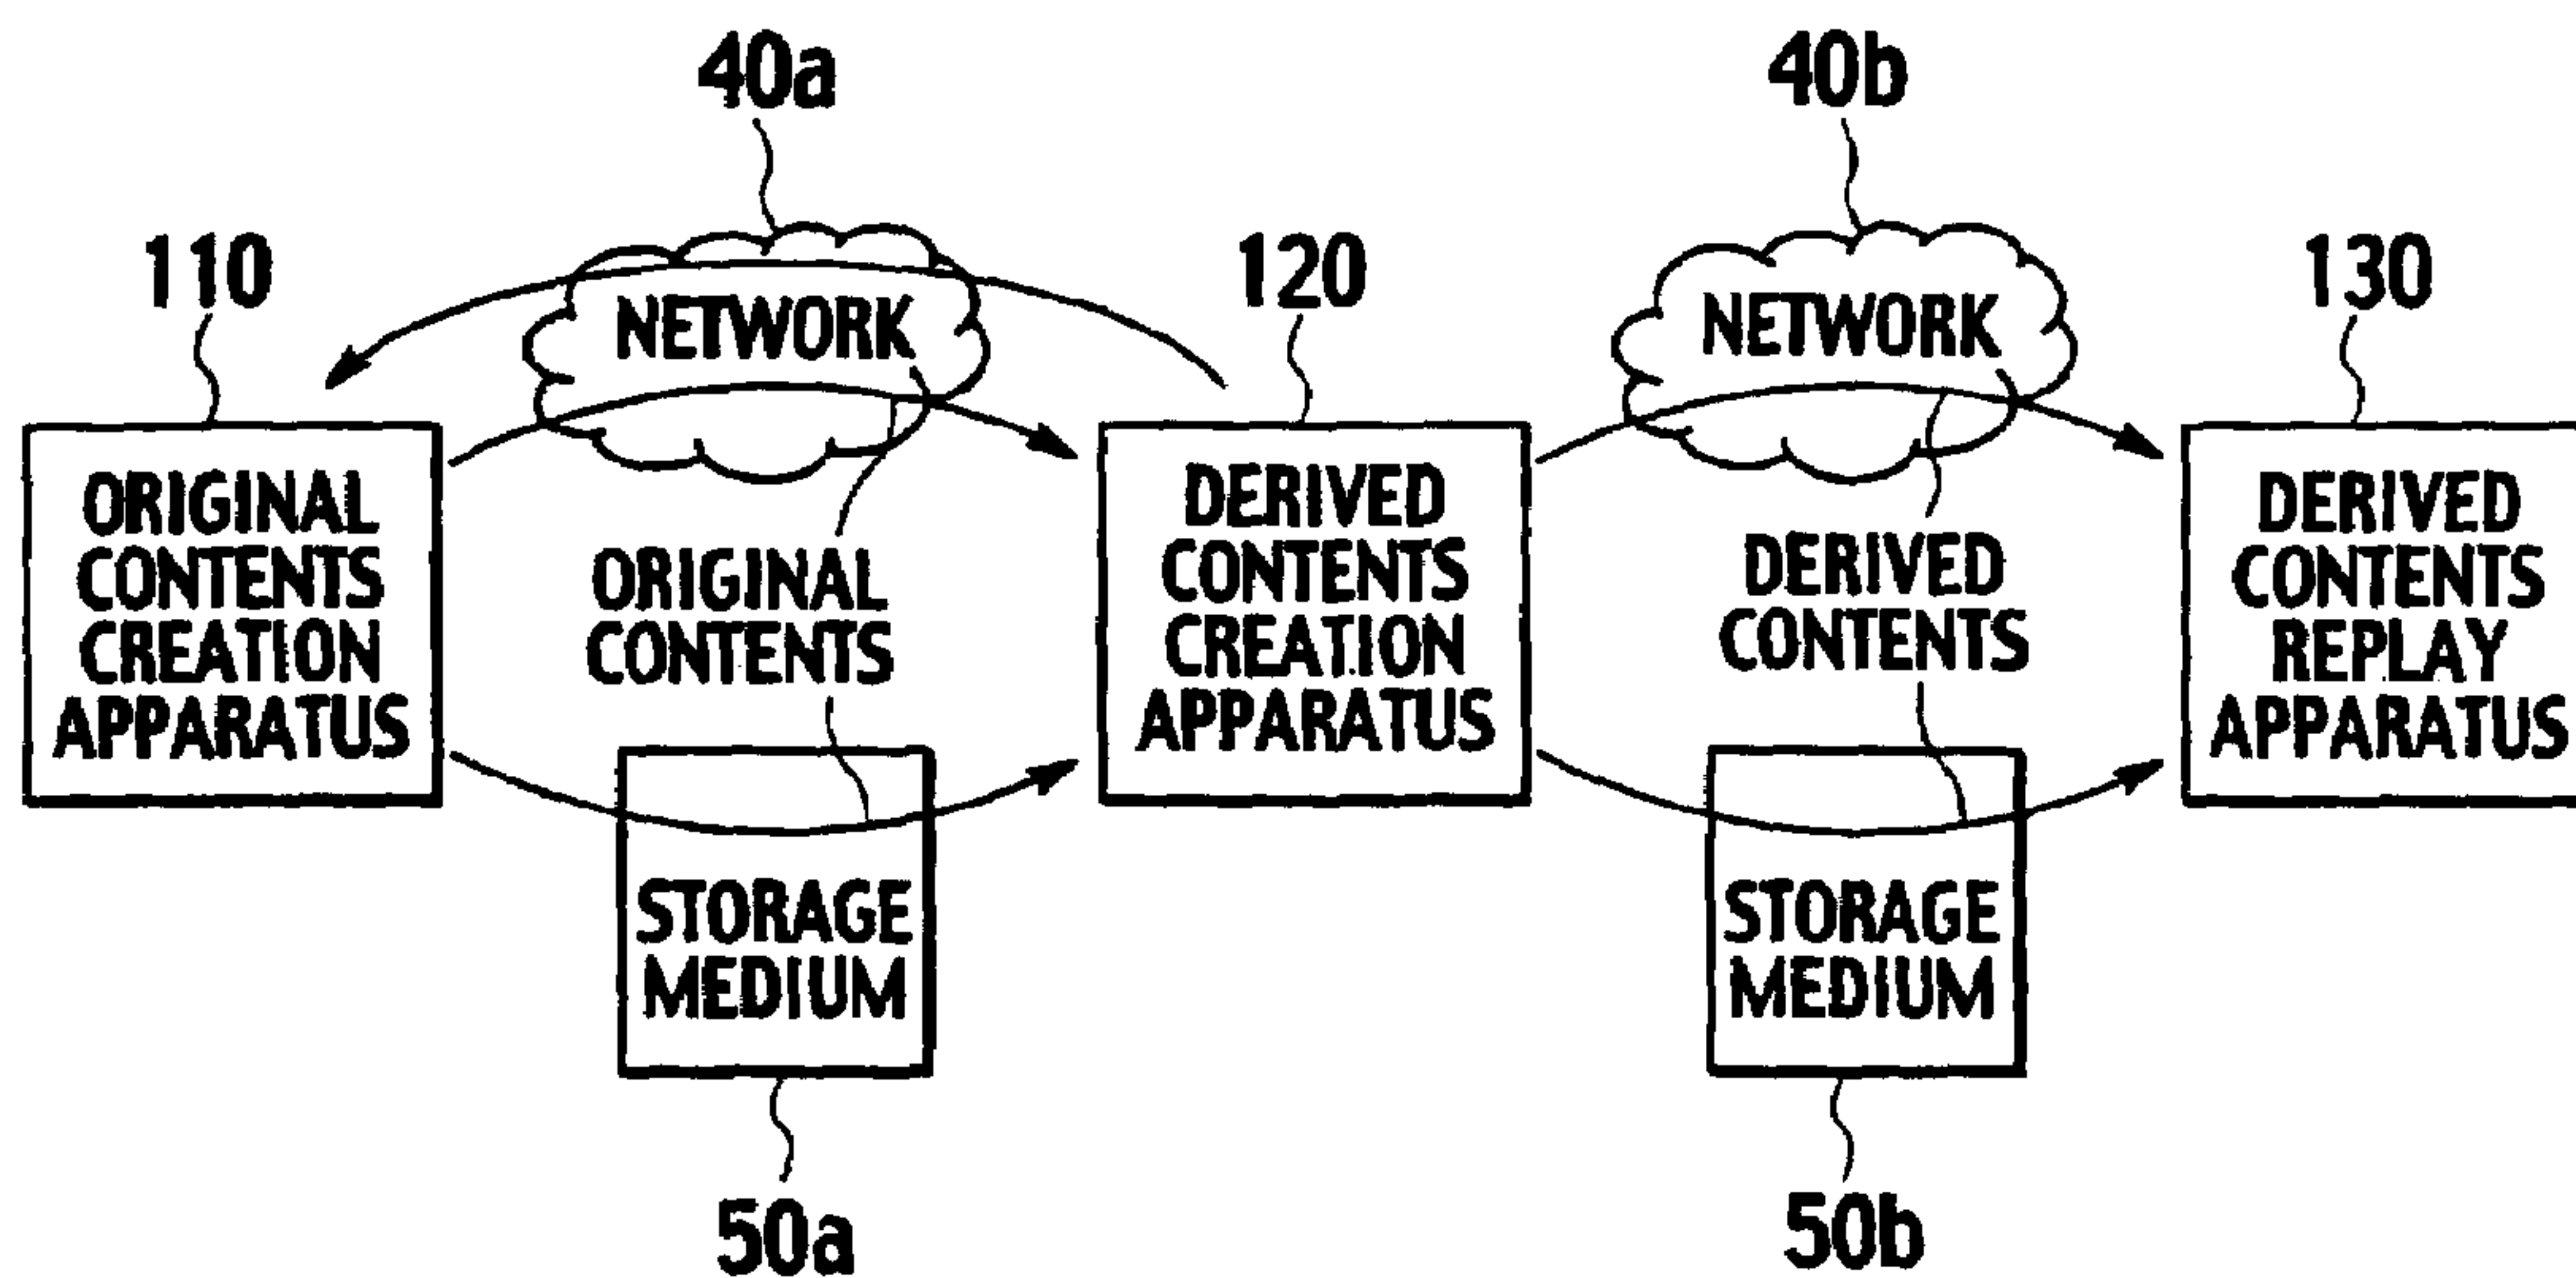 40a
40b
110
NETWORK
120
NETWORK
130
ORIGINAL
CONTENTS
CREATION
APPARATUS
ORIGINAL
CONTENTS
DERIVED
CONTENTS
CREATION
APPARATUS
DERIVED
CONTENTS
DERIVED
CONTENTS
REPLAY
APPARATUS
STORAGE
MEDIUM
STORAGE
MEDIUM
50a
50b